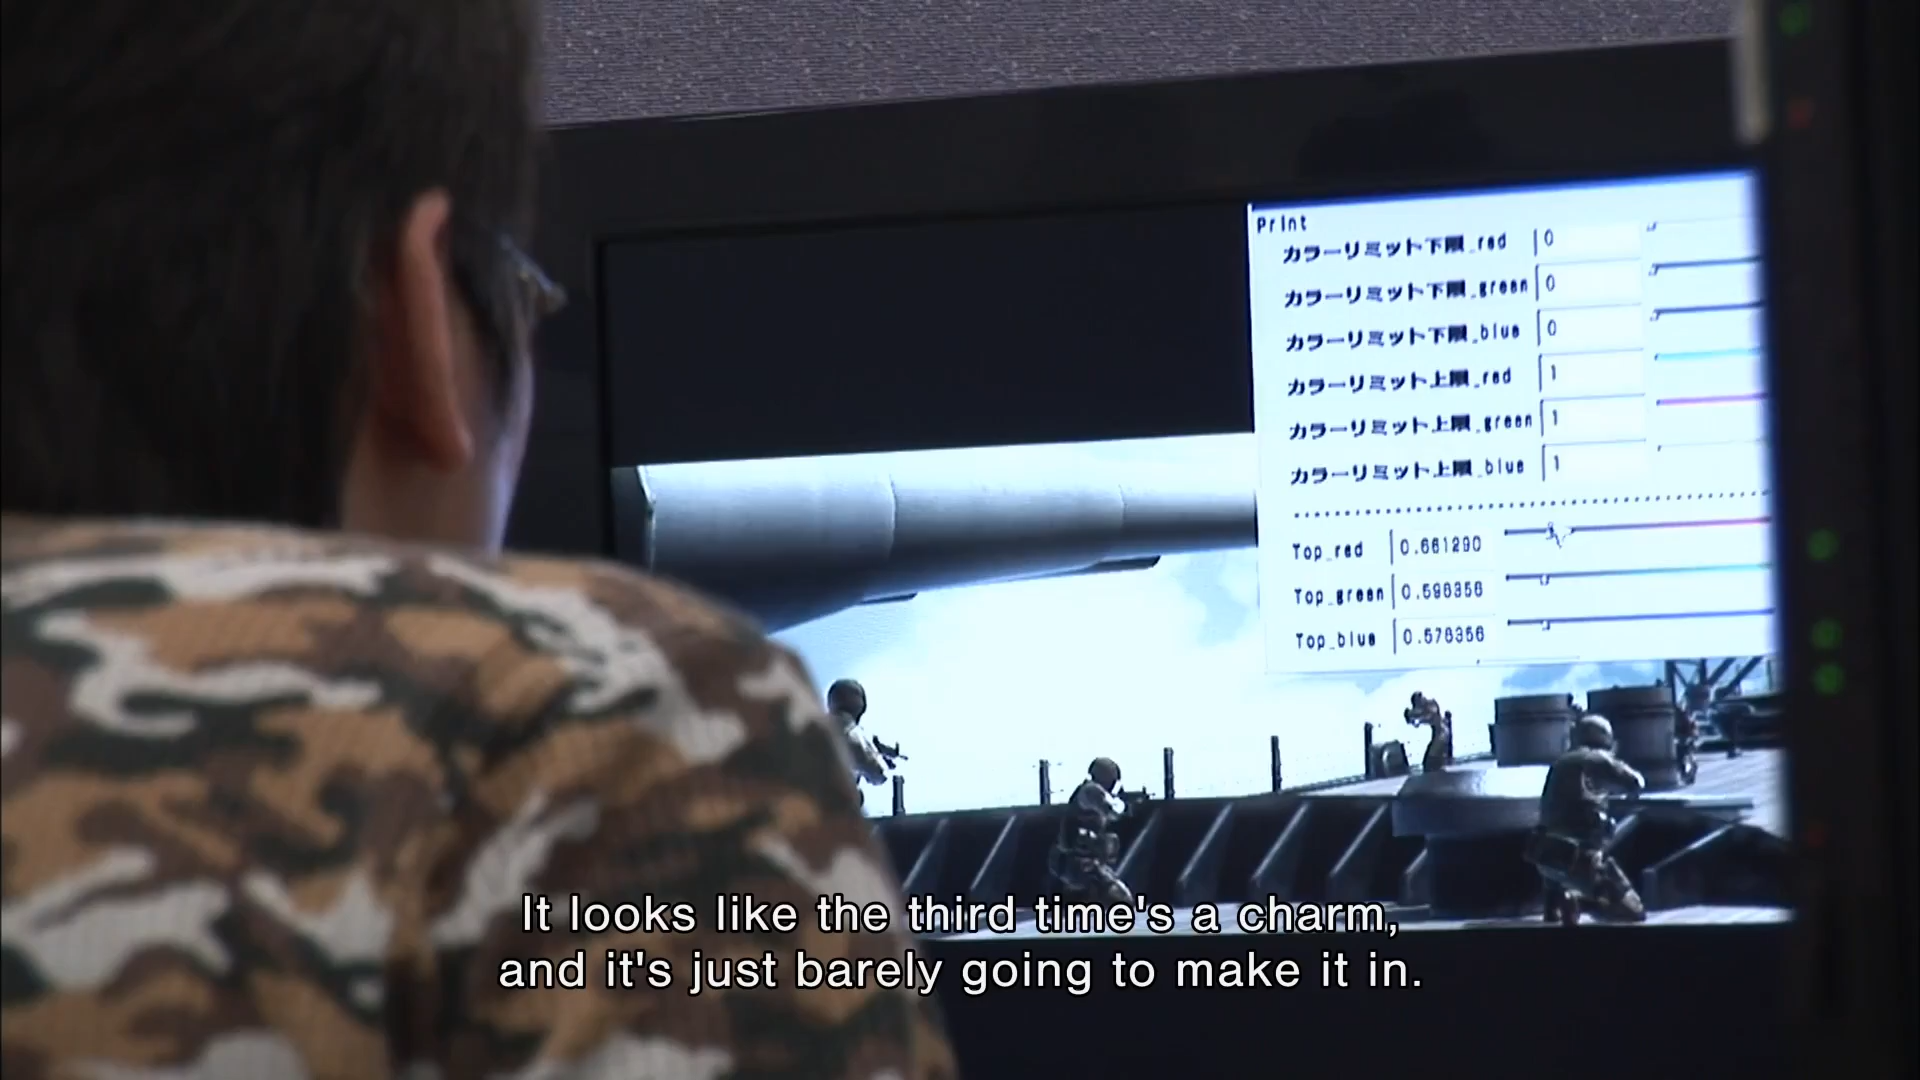 Print
カラーリミット下限_red 0
カラーリミット下限_green 0
カラーリミット下限_blue 0
カラーリミット上限_red 1
カラーリミット上限_green 1
カラーリミット上限_blue 1
Top_red 0.661290
Top_green 0.598358
Top_blue 0.578358
It looks like the third time's a charm,
and it's just barely going to make it in.